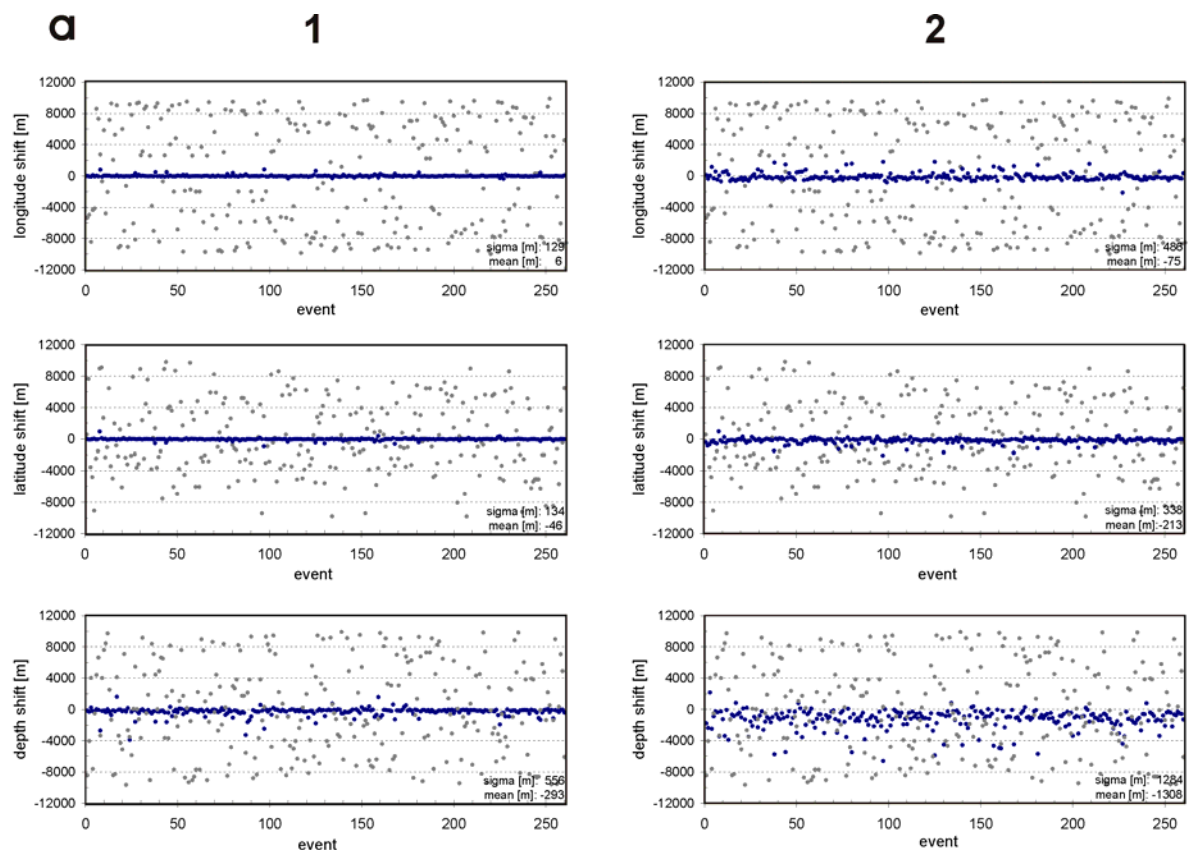 a
1
2
12000
8000
4000
0
-4000
-8000
-12000
longitude shift [m]
sigma [m]: 129
mean [m]: 6
0 50 100 150 200 250
event
12000
8000
4000
0
-4000
-8000
-12000
longitude shift [m]
sigma [m]: 486
mean [m]: -75
0 50 100 150 200 250
event
12000
8000
4000
0
-4000
-8000
-12000
latitude shift [m]
sigma [m]: 134
mean [m]: -46
0 50 100 150 200 250
event
12000
8000
4000
0
-4000
-8000
-12000
latitude shift [m]
sigma [m]: 338
mean [m]: -213
0 50 100 150 200 250
event
12000
8000
4000
0
-4000
-8000
-12000
depth shift [m]
sigma [m]: 556
mean [m]: -293
0 50 100 150 200 250
event
12000
8000
4000
0
-4000
-8000
-12000
depth shift [m]
sigma [m]: 1284
mean [m]: -1308
0 50 100 150 200 250
event